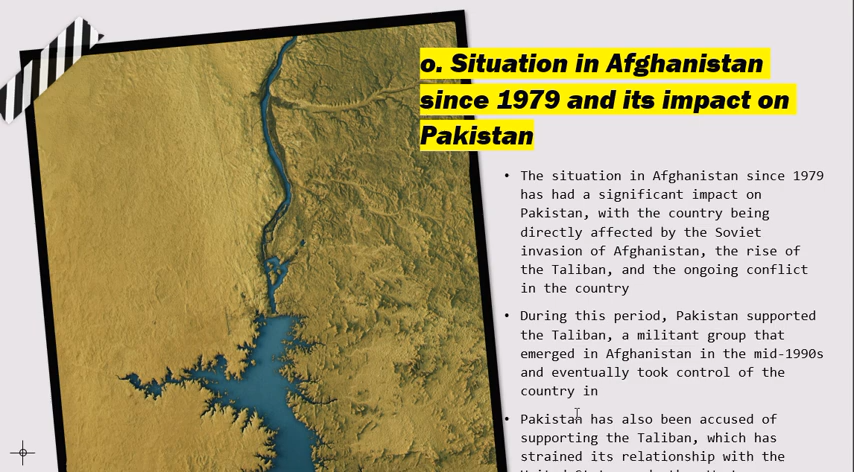 o. Situation in Afghanistan
since 1979 and its impact on
Pakistan
• The situation in Afghanistan since 1979
has had a significant impact on
Pakistan, with the country being
directly affected by the Soviet
invasion of Afghanistan, the rise of
the Taliban, and the ongoing conflict
in the country
• During this period, Pakistan supported
the Taliban, a militant group that
emerged in Afghanistan in the mid-1990s
and eventually took control of the
country in
• Pakistan has also been accused of
supporting the Taliban, which has
strained its relationship with the